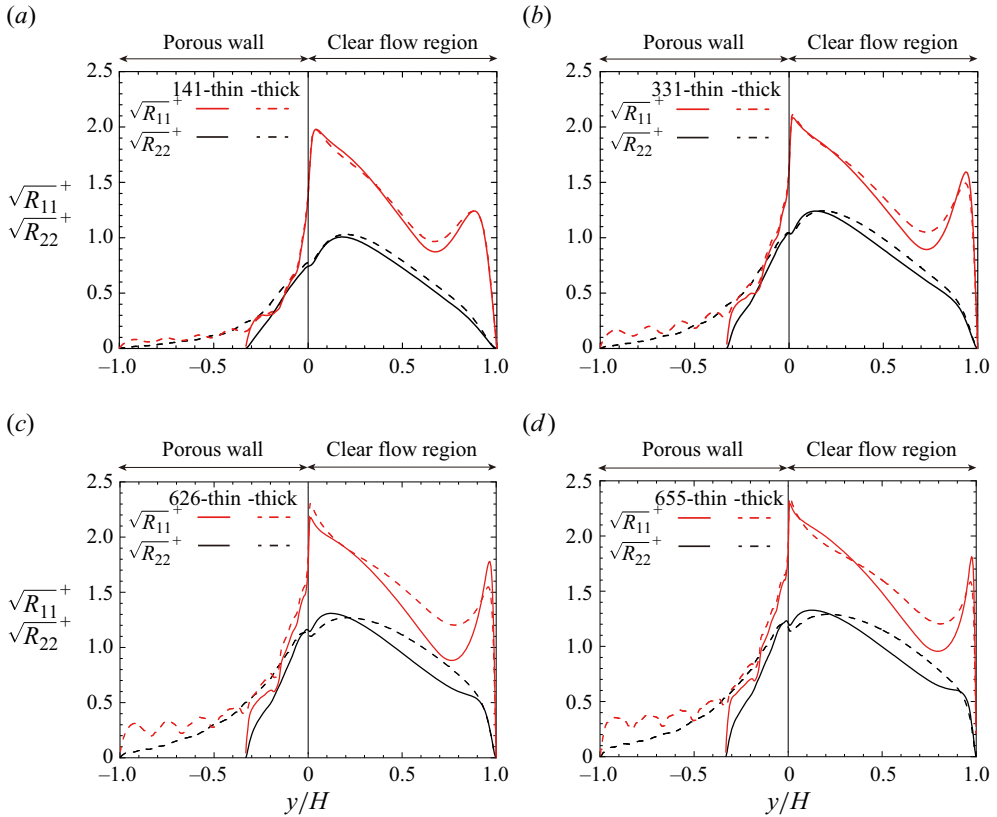 (a)
Porous wall Clear flow region
2.5
141-thin -thick
√R₁₁⁺
√R₂₂⁺
2.0
1.5
1.0
0.5
0
√R₁₁⁺
√R₂₂⁺
–1.0 –0.5 0 0.5 1.0
(b)
Porous wall Clear flow region
2.5
331-thin -thick
√R₁₁⁺
√R₂₂⁺
2.0
1.5
1.0
0.5
0
–1.0 –0.5 0 0.5 1.0
(c)
Porous wall Clear flow region
2.5
626-thin -thick
√R₁₁⁺
√R₂₂⁺
2.0
1.5
1.0
0.5
0
√R₁₁⁺
√R₂₂⁺
–1.0 –0.5 0 0.5 1.0
y/H
(d)
Porous wall Clear flow region
2.5
655-thin -thick
√R₁₁⁺
√R₂₂⁺
2.0
1.5
1.0
0.5
0
–1.0 –0.5 0 0.5 1.0
y/H